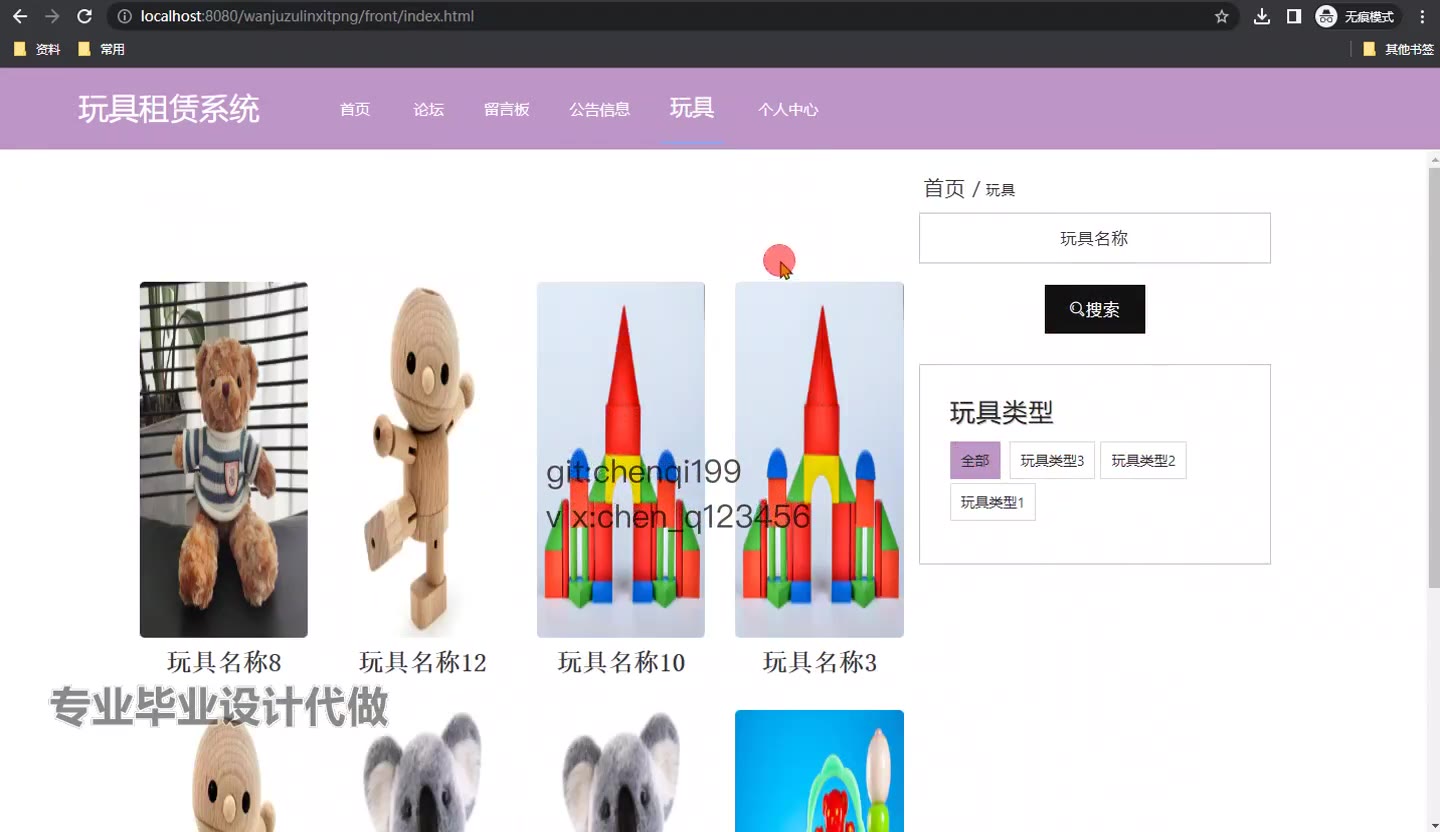 localhost:8080/wanjuzulinxitpng/front/index.html
无痕模式
资料 常用 其他书签
玩具租赁系统 首页 论坛 留言板 公告信息 玩具 个人中心
首页 / 玩具
玩具名称
搜索
玩具类型
全部 玩具类型3 玩具类型2
玩具类型1
git:chenqi199
v x:chen_q123456
玩具名称8 玩具名称12 玩具名称10 玩具名称3
专业毕业设计代做